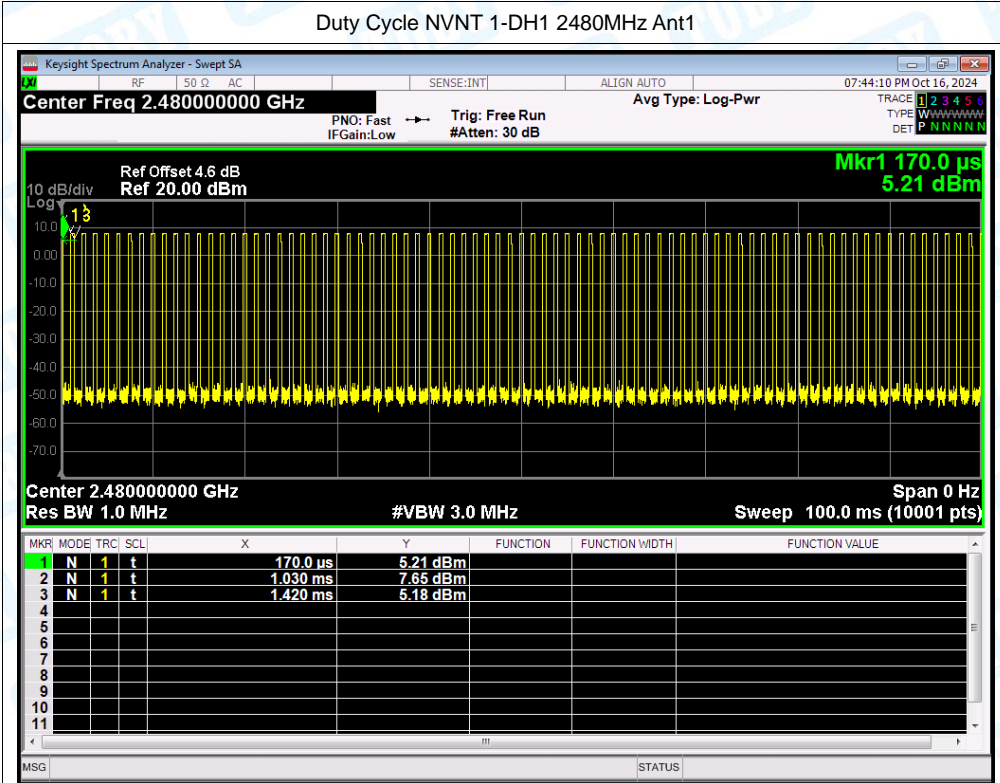 Duty Cycle NVNT 1-DH1 2480MHz Ant1
Keysight Spectrum Analyzer - Swept SA
LXI RF 50 Ω AC SENSE:INT ALIGN AUTO 07:44:10 PM Oct 16, 2024
Center Freq 2.480000000 GHz
PNO: Fast
IFGain:Low
Trig: Free Run
#Atten: 30 dB
Avg Type: Log-Pwr
TRACE 1 2 3 4 5 6
TYPE WWWWWWW
DET P N N N N N
Mkr1 170.0 µs
5.21 dBm
Ref Offset 4.6 dB
10 dB/div Ref 20.00 dBm
Log
1 3
10.0
0.00
-10.0
-20.0
-30.0
-40.0
-50.0
-60.0
-70.0
Center 2.480000000 GHz Span 0 Hz
Res BW 1.0 MHz #VBW 3.0 MHz Sweep 100.0 ms (10001 pts)
MKR MODE TRC SCL X Y FUNCTION FUNCTION WIDTH FUNCTION VALUE
1 N 1 t 170.0 µs 5.21 dBm
2 N 1 t 1.030 ms 7.65 dBm
3 N 1 t 1.420 ms 5.18 dBm
4
5
6
7
8
9
10
11
MSG STATUS